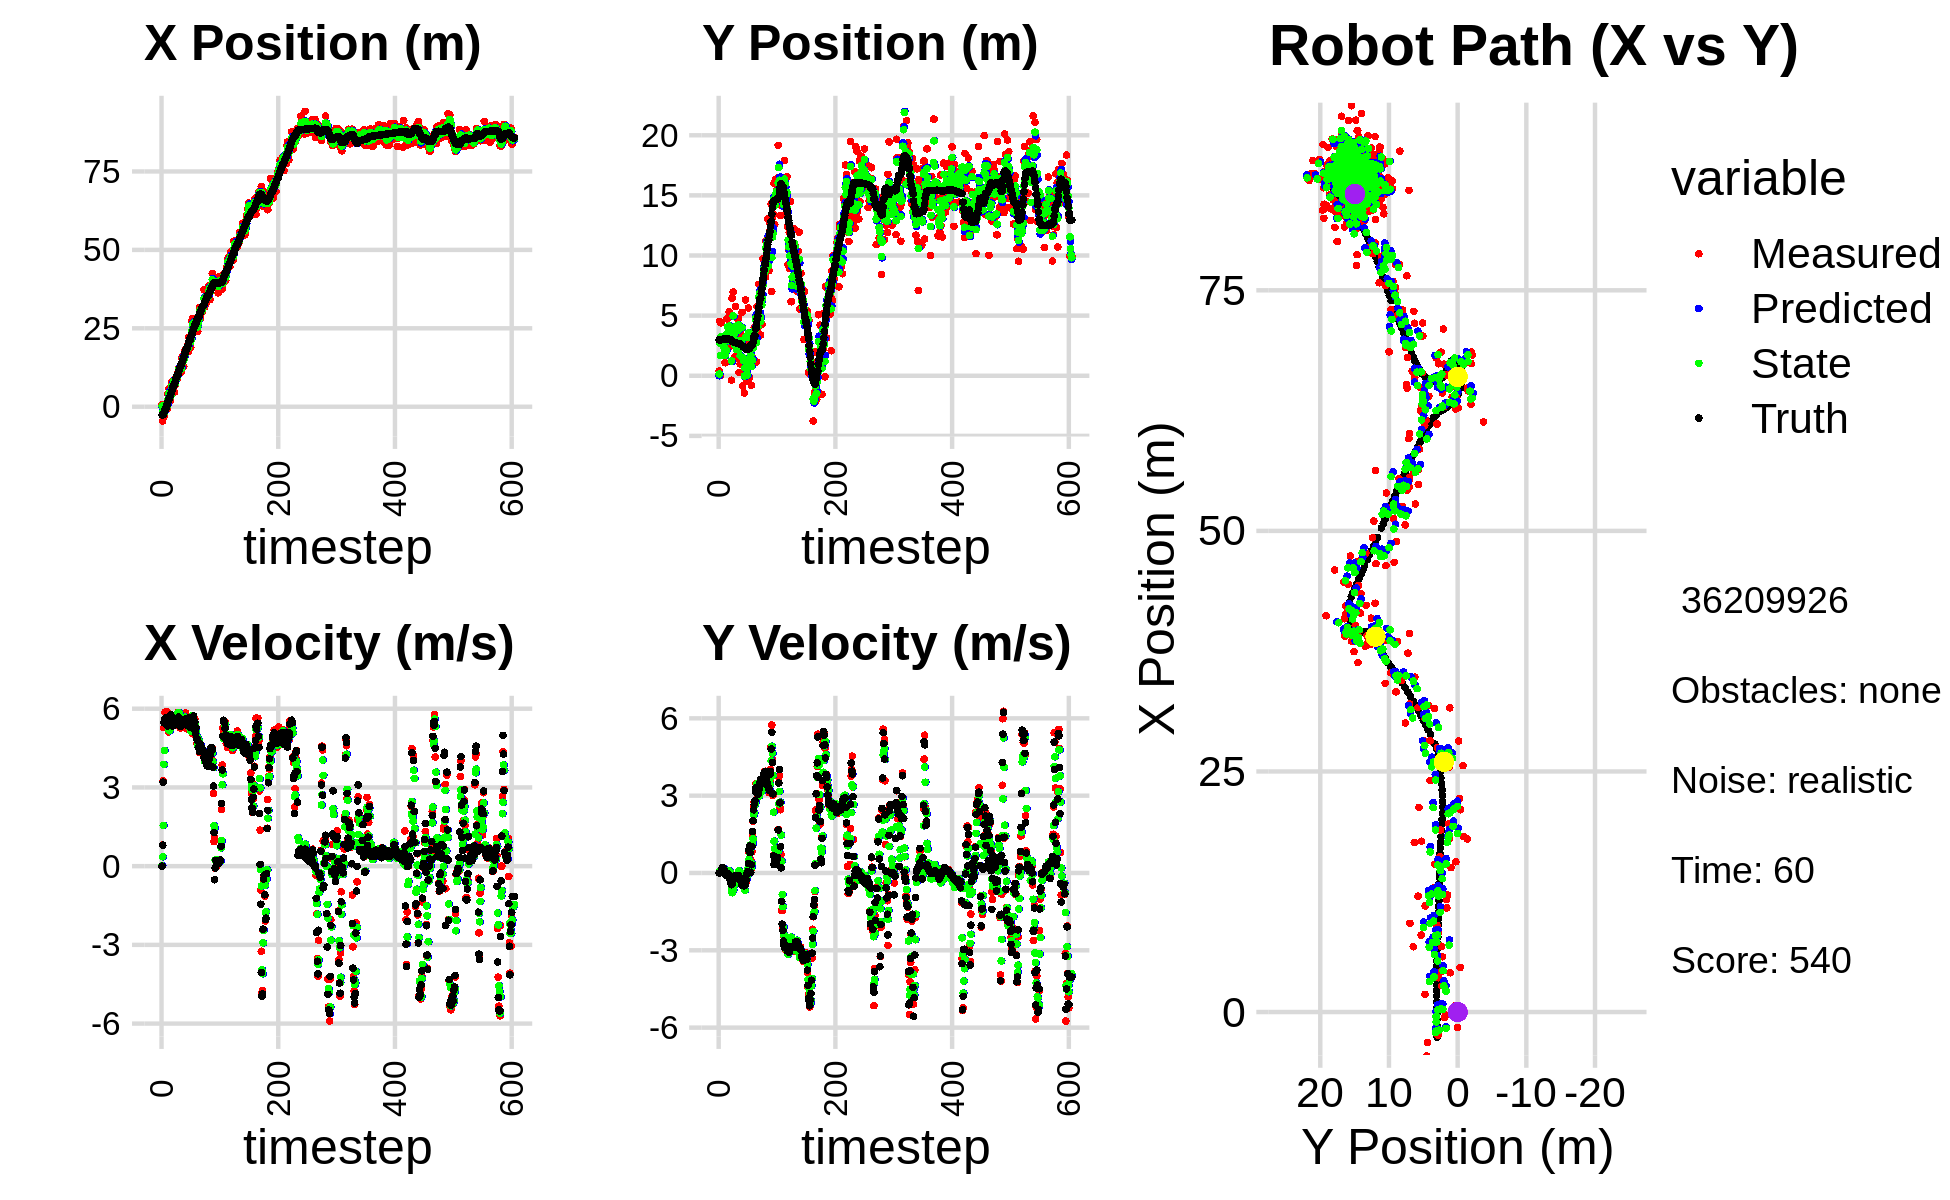 X Position (m)
75
50
25
0
0
200
400
600
timestep
Y Position (m)
20
15
10
5
0
-5
0
200
400
600
timestep
X Velocity (m/s)
6
3
0
-3
-6
0
200
400
600
timestep
Y Velocity (m/s)
6
3
0
-3
-6
0
200
400
600
timestep
Robot Path (X vs Y)
X Position (m)
75
50
25
0
20 10 0 -10 -20
Y Position (m)
variable
Measured
Predicted
State
Truth
36209926
Obstacles: none
Noise: realistic
Time: 60
Score: 540